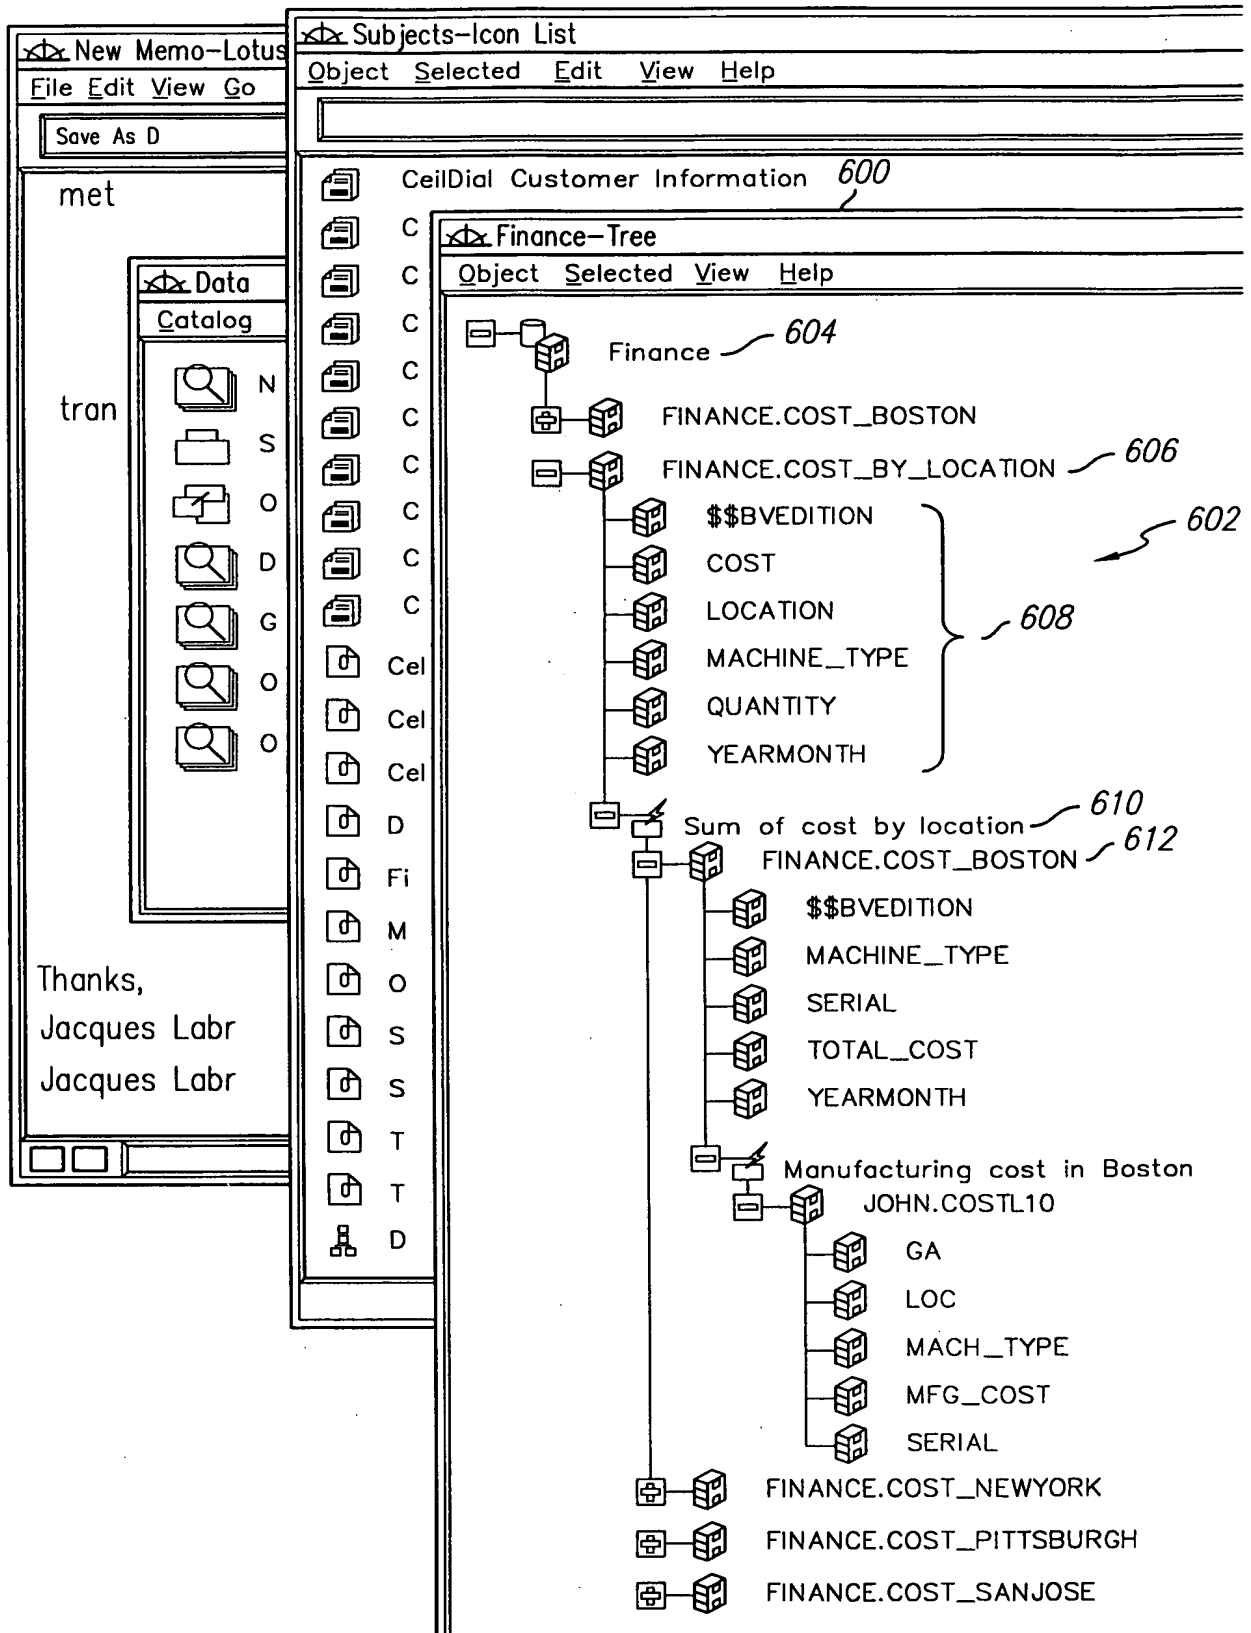 New Memo-Lotus
File Edit View Go
Save As D
met
tran
Thanks,
Jacques Labr
Jacques Labr
Data
Catalog
N
S
O
D
G
O
O
Subjects-Icon List
Object Selected Edit View Help
CeilDial Customer Information
C
C
C
C
C
C
C
C
C
Cel
Cel
Cel
D
Fi
M
O
S
S
T
T
D
600
Finance-Tree
Object Selected View Help
Finance 604
FINANCE.COST_BOSTON
FINANCE.COST_BY_LOCATION 606
602
$$BVEDITION
COST
LOCATION
608
MACHINE_TYPE
QUANTITY
YEARMONTH
Sum of cost by location 610
FINANCE.COST_BOSTON 612
$$BVEDITION
MACHINE_TYPE
SERIAL
TOTAL_COST
YEARMONTH
Manufacturing cost in Boston
JOHN.COSTL10
GA
LOC
MACH_TYPE
MFG_COST
SERIAL
FINANCE.COST_NEWYORK
FINANCE.COST_PITTSBURGH
FINANCE.COST_SANJOSE